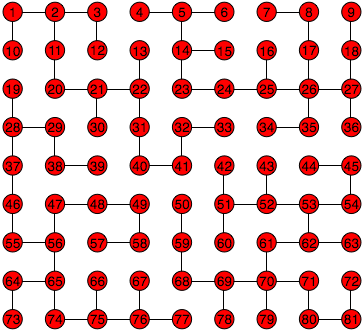 1 2 3 4 5 6 7 8 9
10 11 12 13 14 15 16 17 18
19 20 21 22 23 24 25 26 27
28 29 30 31 32 33 34 35 36
37 38 39 40 41 42 43 44 45
46 47 48 49 50 51 52 53 54
55 56 57 58 59 60 61 62 63
64 65 66 67 68 69 70 71 72
73 74 75 76 77 78 79 80 81